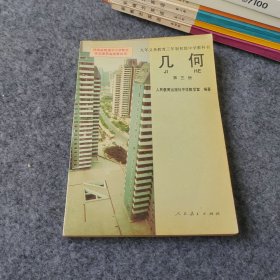 九年义务教育三年制初级中学教科书
几何
JI HE
第三册
人民教育出版社中学数学室 编著
人民教育出版社
7100